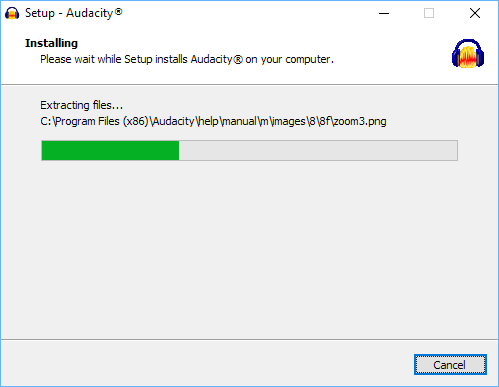 Setup - Audacity®
Installing
Please wait while Setup installs Audacity® on your computer.
Extracting files...
C:\Program Files (x86)\Audacity\help\manual\m\images\8\8f\zoom3.png
Cancel